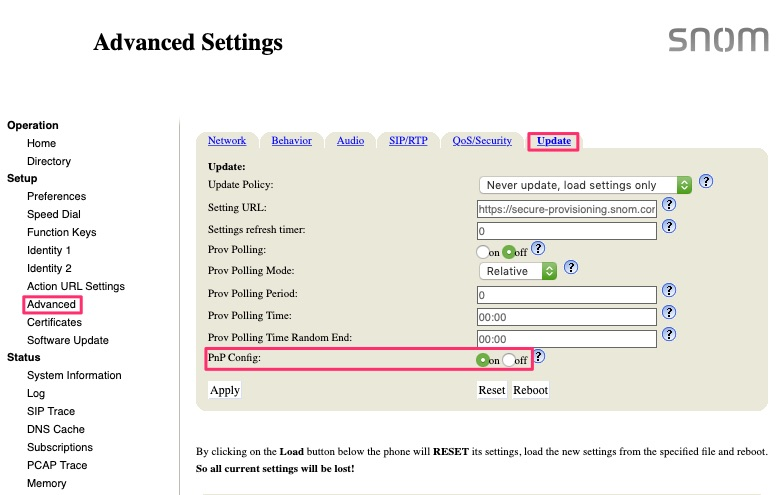 Advanced Settings
snom
Operation
Home
Directory
Setup
Preferences
Speed Dial
Function Keys
Identity 1
Identity 2
Action URL Settings
Advanced
Certificates
Software Update
Status
System Information
Log
SIP Trace
DNS Cache
Subscriptions
PCAP Trace
Memory
Network Behavior Audio SIP/RTP QoS/Security Update
Update:
Update Policy: Never update, load settings only ?
Setting URL: https://secure-provisioning.snom.cor ?
Settings refresh timer: 0 ?
Prov Polling: on off ?
Prov Polling Mode: Relative ?
Prov Polling Period: 0 ?
Prov Polling Time: 00:00 ?
Prov Polling Time Random End: 00:00 ?
PnP Config: on off ?
Apply Reset Reboot
By clicking on the Load button below the phone will RESET its settings, load the new settings from the specified file and reboot.
So all current settings will be lost!